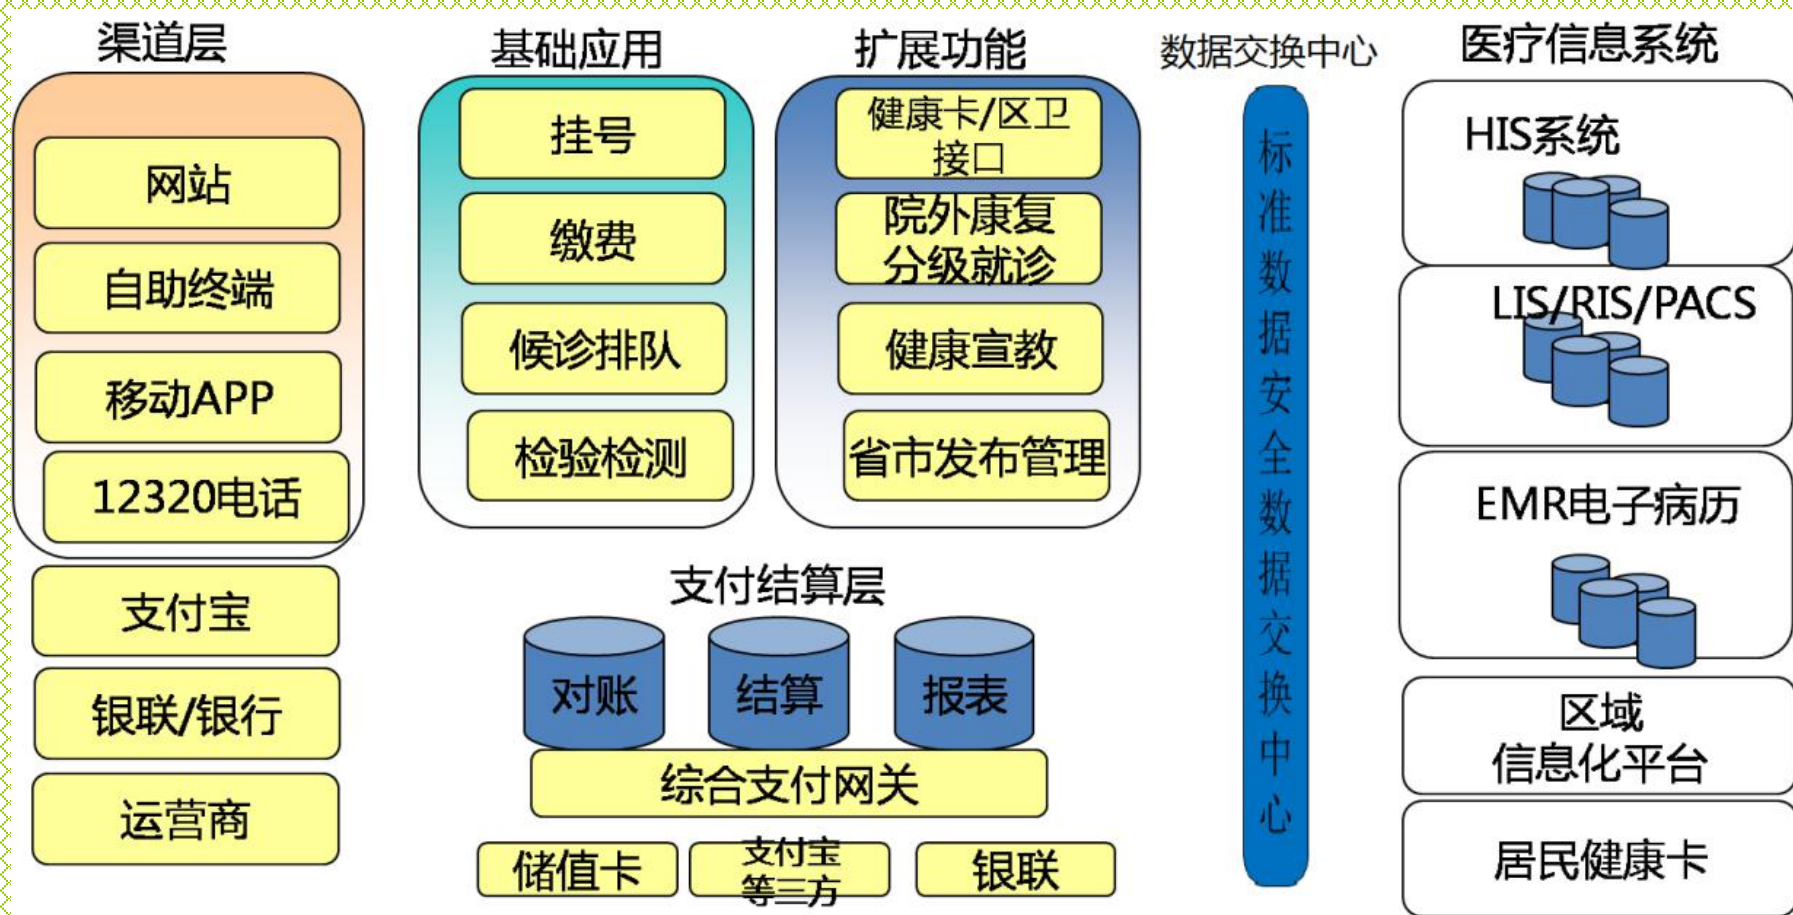 渠道层
网站
自助终端
移动APP
12320电话
支付宝
银联/银行
运营商
基础应用
挂号
缴费
候诊排队
检验检测
扩展功能
健康卡/区卫
接口
院外康复
分级就诊
健康宣教
省市发布管理
支付结算层
对账
结算
报表
综合支付网关
储值卡
支付宝
等三方
银联
数据交换中心
标准数据安全数据交换中心
医疗信息系统
HIS系统
LIS/RIS/PACS
EMR电子病历
区域
信息化平台
居民健康卡